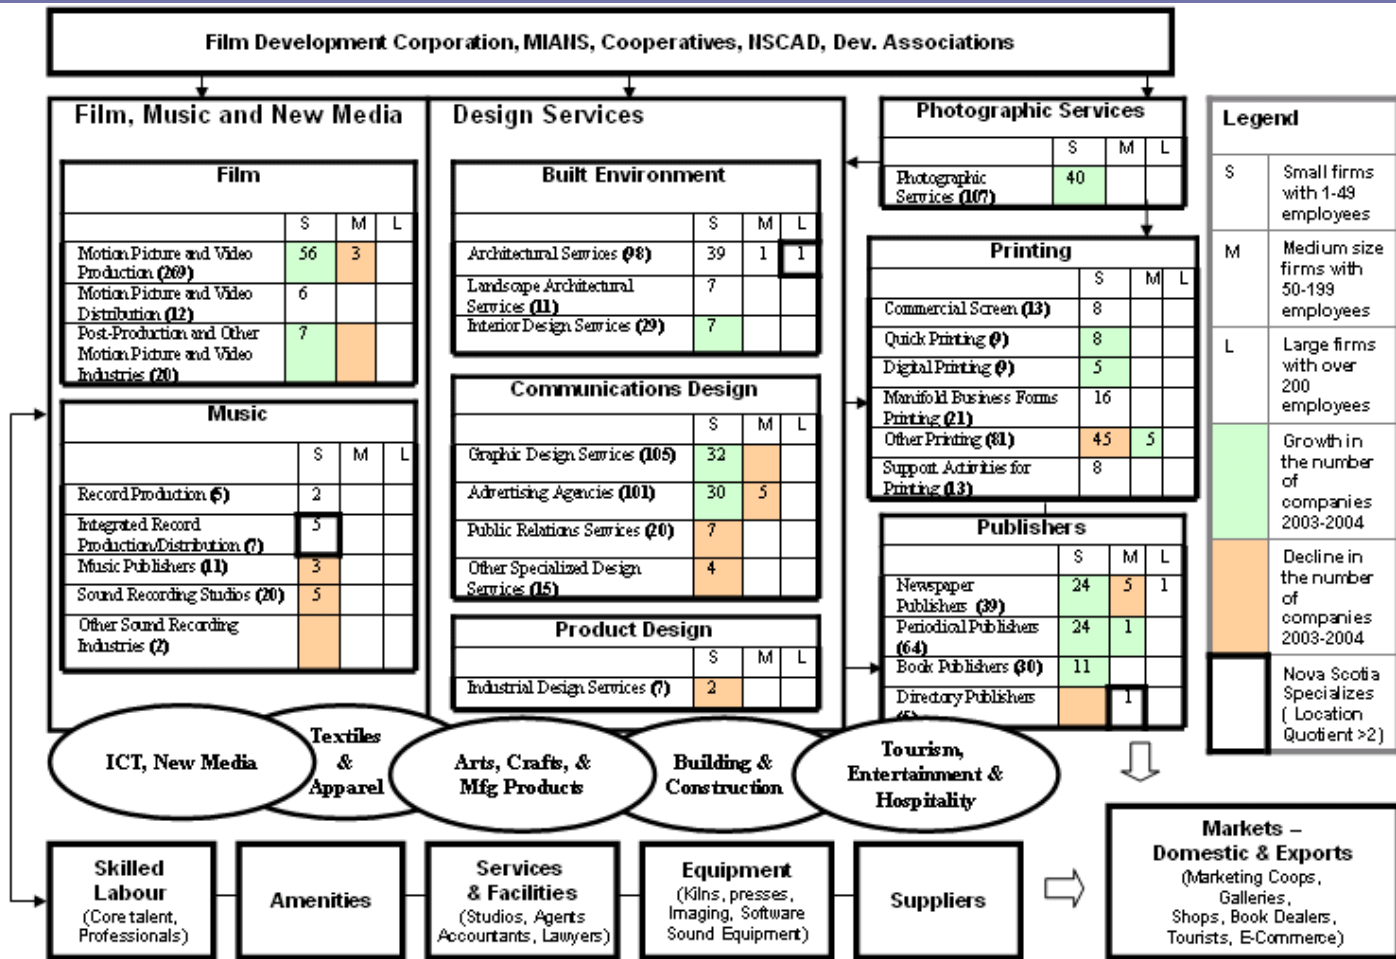 Film Development Corporation, MIANS, Cooperatives, NSCAD, Dev. Associations
Film, Music and New Media
Film
S M L
Motion Picture and Video 56 3
Production (269)
Motion Picture and Video 6
Distribution (12)
Post-Production and Other 7
Motion Picture and Video
Industries (20)
Music
S M L
Record Production (5) 2
Integrated Record 5
Production/Distribution (7)
Music Publishers (11) 3
Sound Recording Studios (20) 5
Other Sound Recording
Industries (2)
Design Services
Built Environment
S M L
Architectural Services (98) 39 1 1
Landscape Architectural 7
Services (11)
Interior Design Services (29) 7
Communications Design
S M L
Graphic Design Services (105) 32
Advertising Agencies (101) 30 5
Public Relations Services (20) 7
Other Specialized Design 4
Services (15)
Product Design
S M L
Industrial Design Services (7) 2
Photographic Services
S M L
Photographic 40
Services (107)
Printing
S M L
Commercial Screen (13) 8
Quick Printing (9) 8
Digital Printing (9) 5
Manifold Business Forms 16
Printing (21)
Other Printing (81) 45 5
Support Activities for 8
Printing (13)
Publishers
S M L
Newspaper 24 5 1
Publishers (39)
Periodical Publishers 24 1
(64)
Book Publishers (30) 11
Directory Publishers 1
Legend
S Small firms
with 1-49
employees
M Medium size
firms with
50-199
employees
L Large firms
with over
200
employees
Growth in
the number
of
companies
2003-2004
Decline in
the number
of
companies
2003-2004
Nova Scotia
Specializes
( Location
Quotient >2)
ICT, New Media
Textiles
&
Apparel
Arts, Crafts, &
Mfg Products
Building &
Construction
Tourism,
Entertainment &
Hospitality
Skilled
Labour
(Core talent,
Professionals)
Amenities
Services
& Facilities
(Studios, Agents
Accountants, Lawyers)
Equipment
(Kilns, presses,
Imaging, Software
Sound Equipment)
Suppliers
Markets –
Domestic & Exports
(Marketing Coops,
Galleries,
Shops, Book Dealers,
Tourists, E-Commerce)